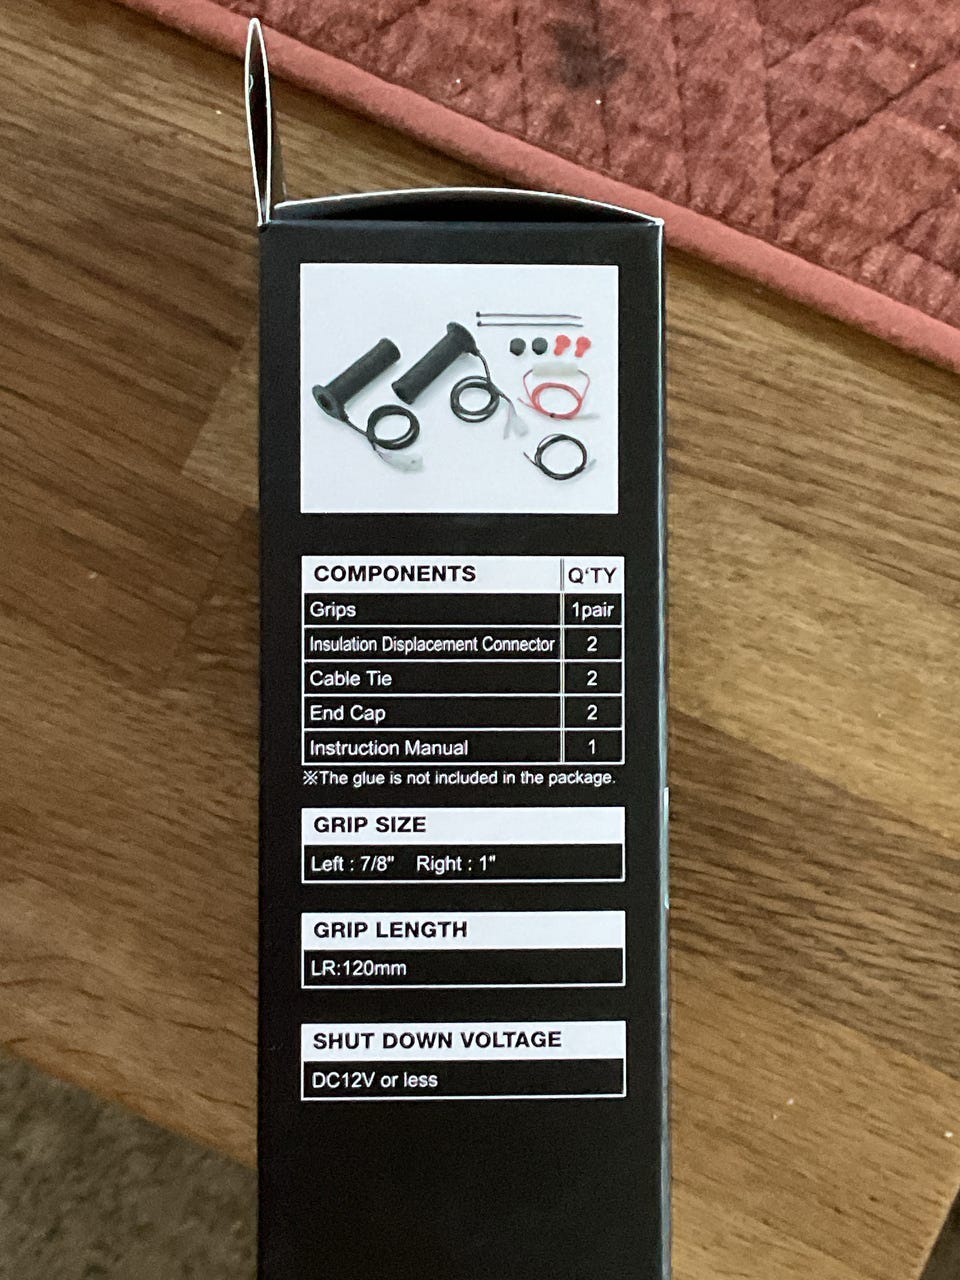 COMPONENTS Q‘TY
Grips 1pair
Insulation Displacement Connector 2
Cable Tie 2
End Cap 2
Instruction Manual 1
※The glue is not included in the package.
GRIP SIZE
Left : 7/8" Right : 1"
GRIP LENGTH
LR:120mm
SHUT DOWN VOLTAGE
DC12V or less